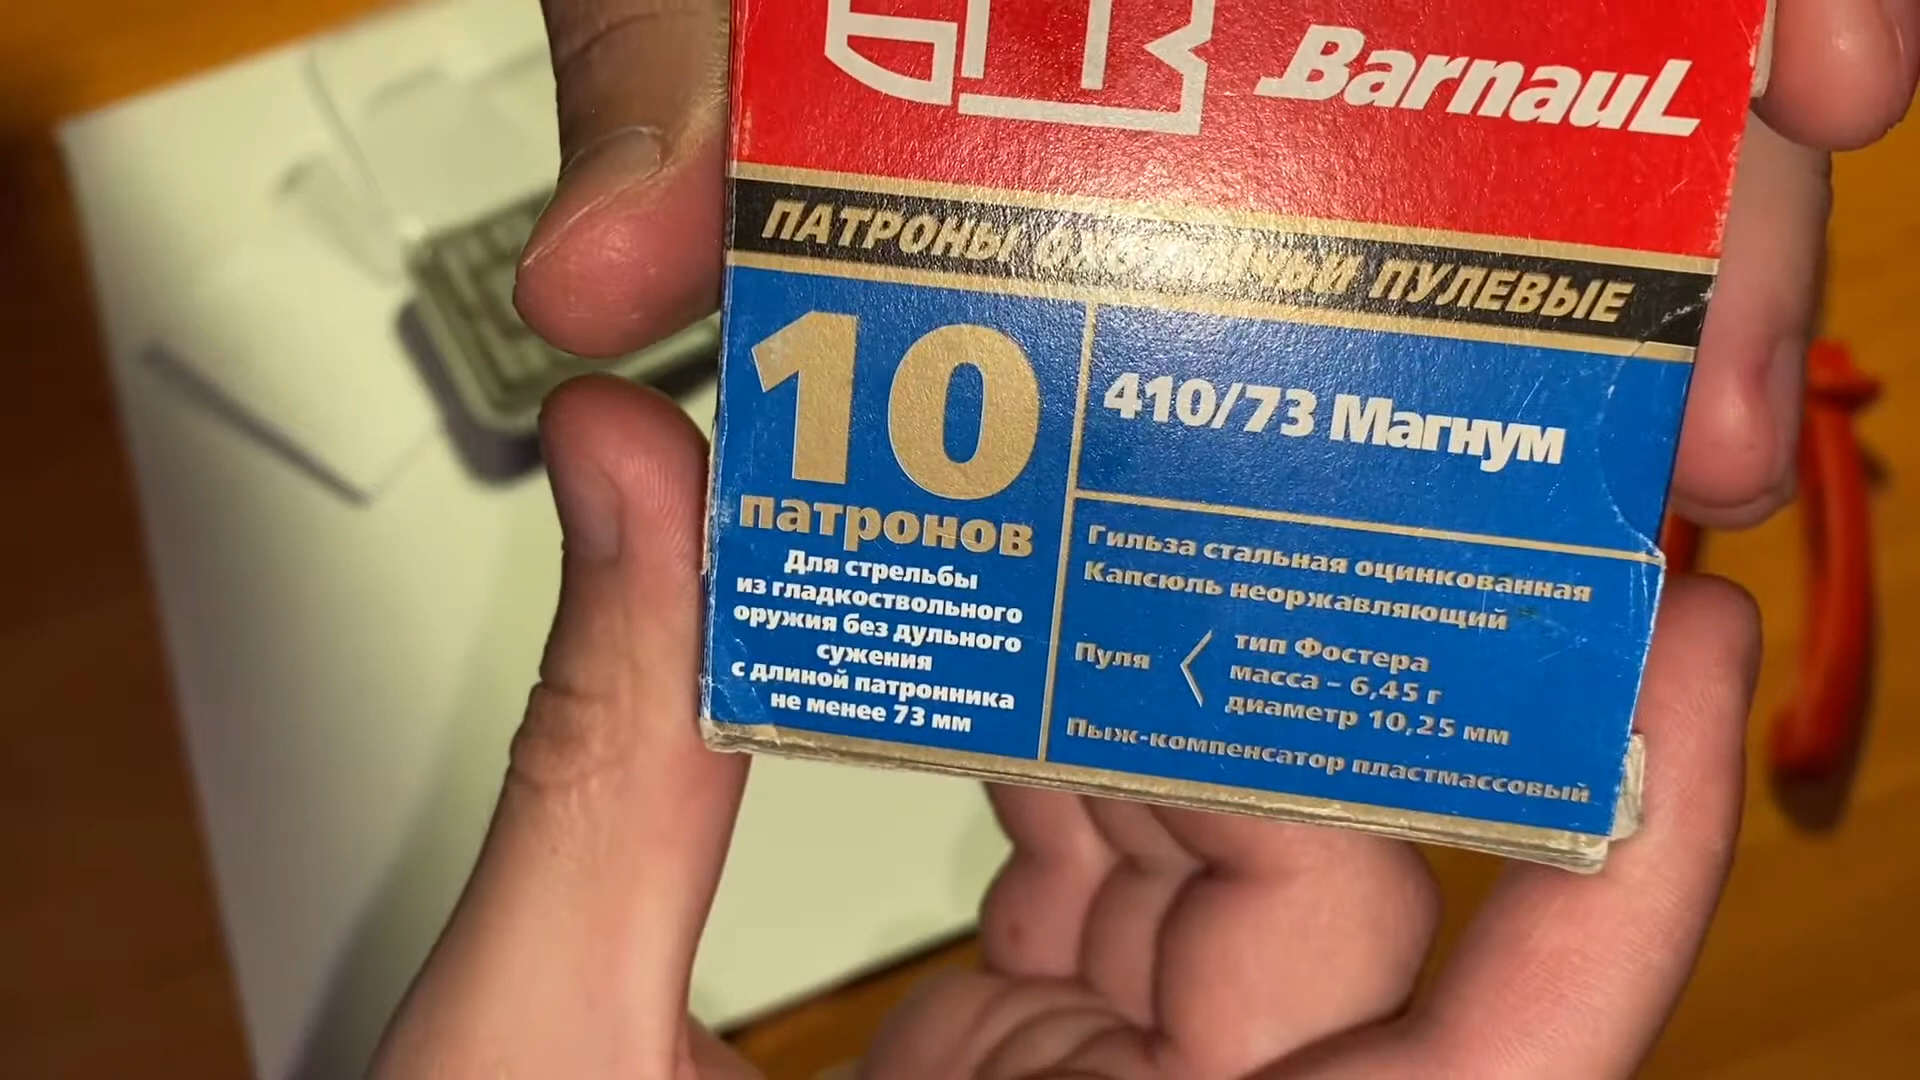 BarnauL
ПАТРОНЫ ОХОТНИЧЬИ ПУЛЕВЫЕ
10
патронов
Для стрельбы
из гладкоствольного
оружия без дульного
сужения
с длиной патронника
не менее 73 мм
410/73 Магнум
Гильза стальная оцинкованная
Капсюль неоржавляющий
Пуля
тип Фостера
масса – 6,45 г
диаметр 10,25 мм
Пыж-компенсатор пластмассовый